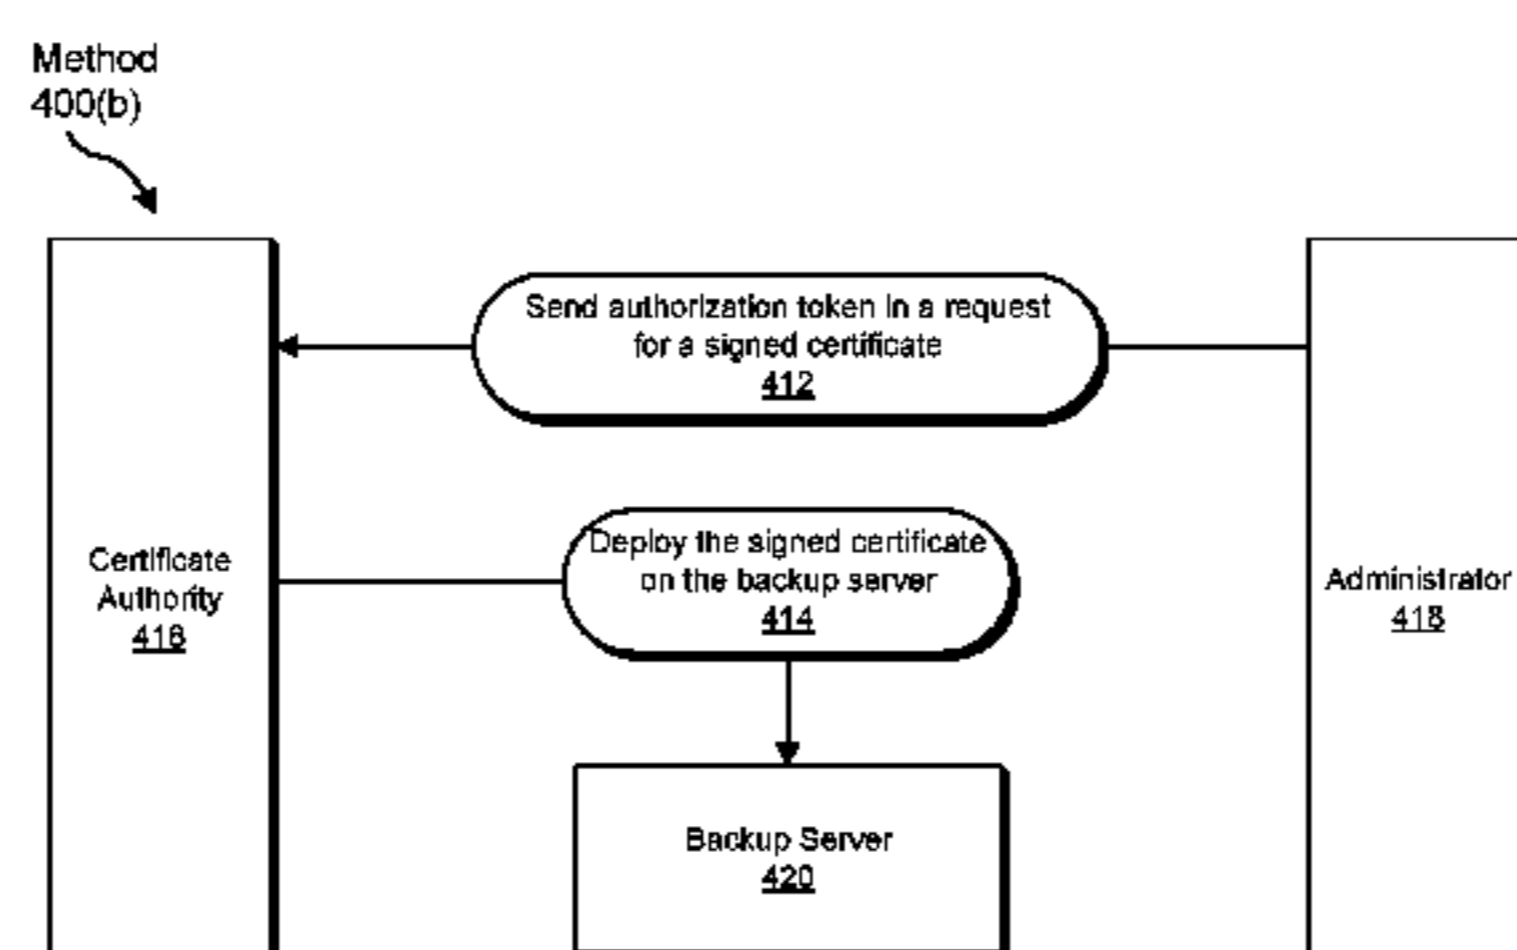 Method
400(b)
Send authorization token in a request
for a signed certificate
412
Deploy the signed certificate
on the backup server
414
Certificate
Authority
416
Administrator
418
Backup Server
420